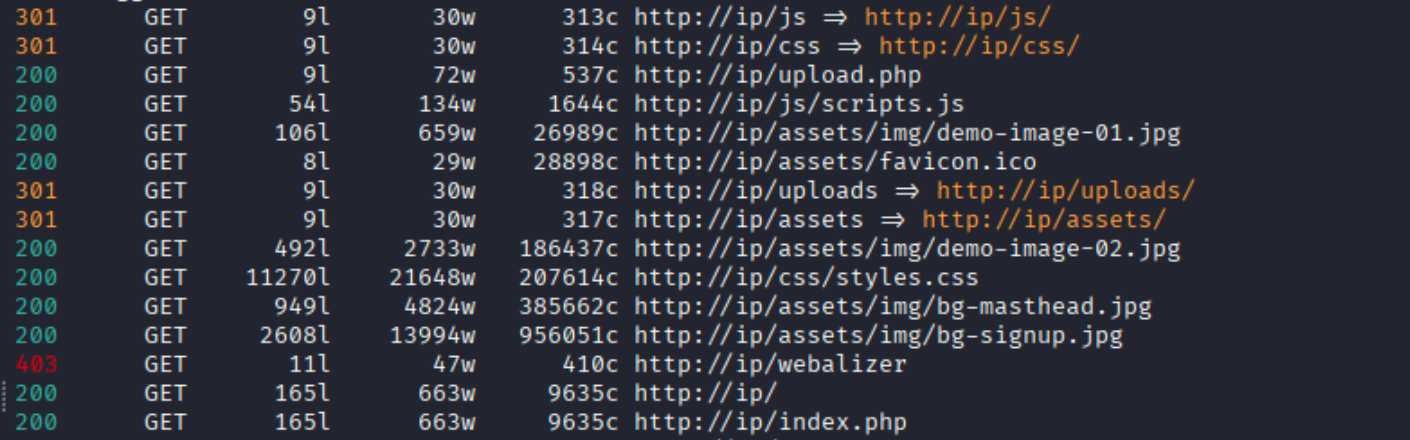 301 GET 9l 30w 313c http://ip/js => http://ip/js/
301 GET 9l 30w 314c http://ip/css => http://ip/css/
200 GET 9l 72w 537c http://ip/upload.php
200 GET 54l 134w 1644c http://ip/js/scripts.js
200 GET 106l 659w 26989c http://ip/assets/img/demo-image-01.jpg
200 GET 8l 29w 28898c http://ip/assets/favicon.ico
301 GET 9l 30w 318c http://ip/uploads => http://ip/uploads/
301 GET 9l 30w 317c http://ip/assets => http://ip/assets/
200 GET 492l 2733w 186437c http://ip/assets/img/demo-image-02.jpg
200 GET 11270l 21648w 207614c http://ip/css/styles.css
200 GET 949l 4824w 385662c http://ip/assets/img/bg-masthead.jpg
200 GET 2608l 13994w 956051c http://ip/assets/img/bg-signup.jpg
403 GET 11l 47w 410c http://ip/webalizer
200 GET 165l 663w 9635c http://ip/
200 GET 165l 663w 9635c http://ip/index.php